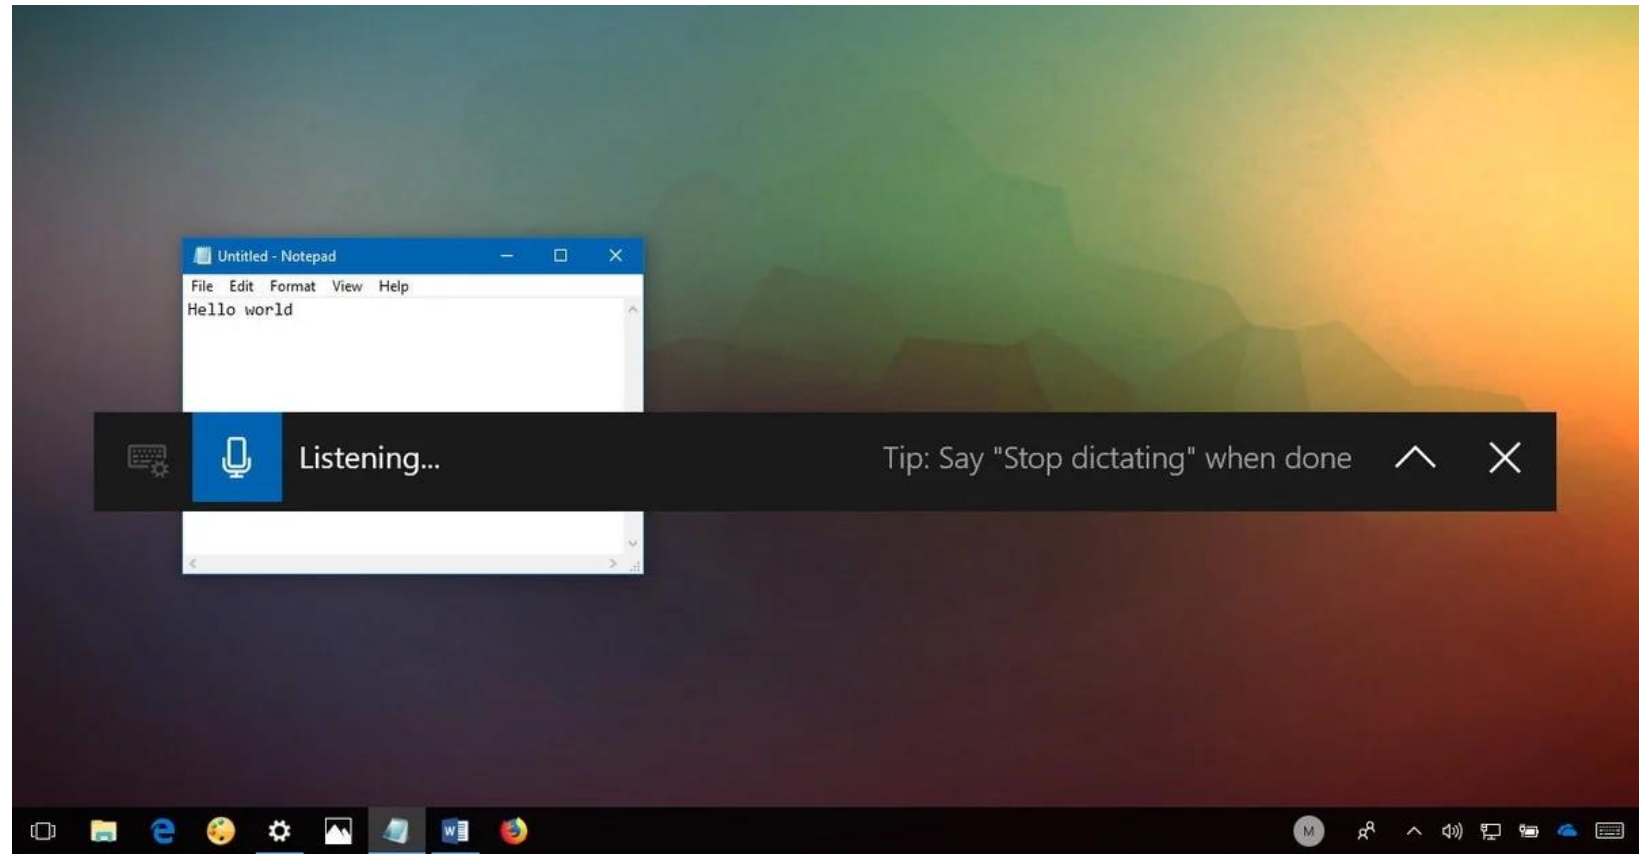 Untitled - Notepad
File Edit Format View Help
Hello world
Listening... Tip: Say "Stop dictating" when done
M